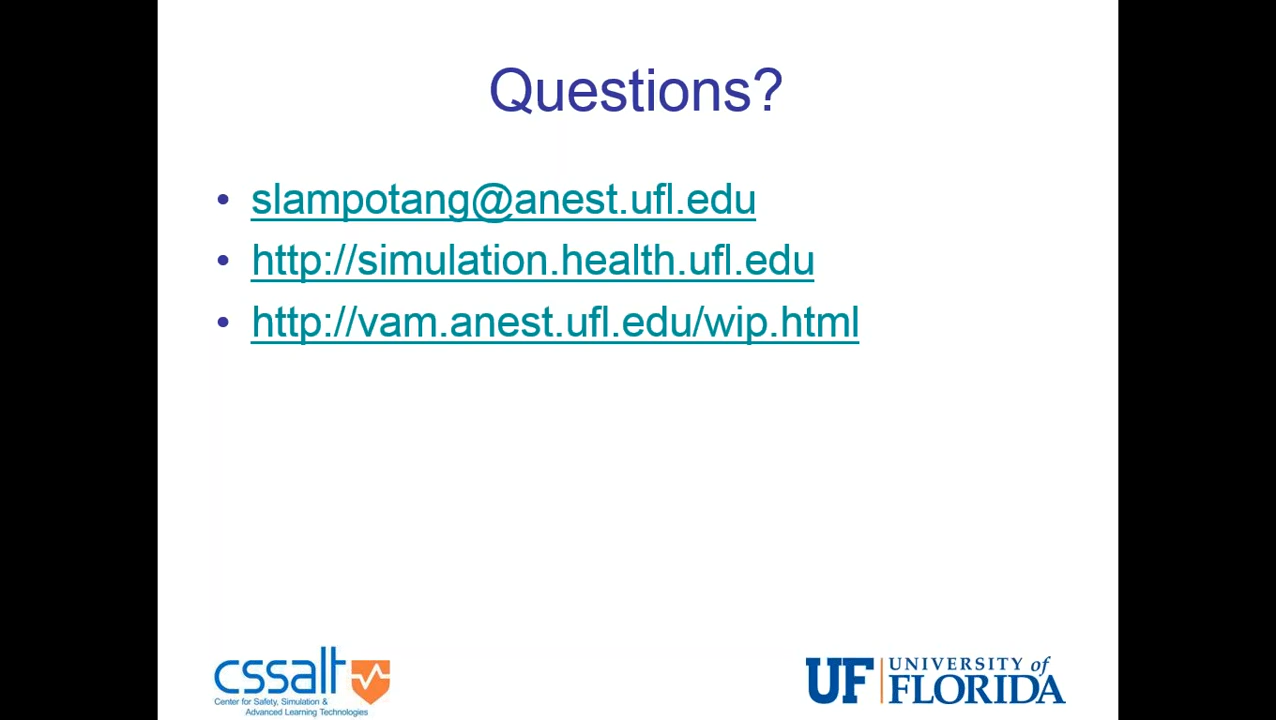 Questions?
• slampotang@anest.ufl.edu
• http://simulation.health.ufl.edu
• http://vam.anest.ufl.edu/wip.html
cssalt
Center for Safety, Simulation &
Advanced Learning Technologies
UF UNIVERSITY of
FLORIDA